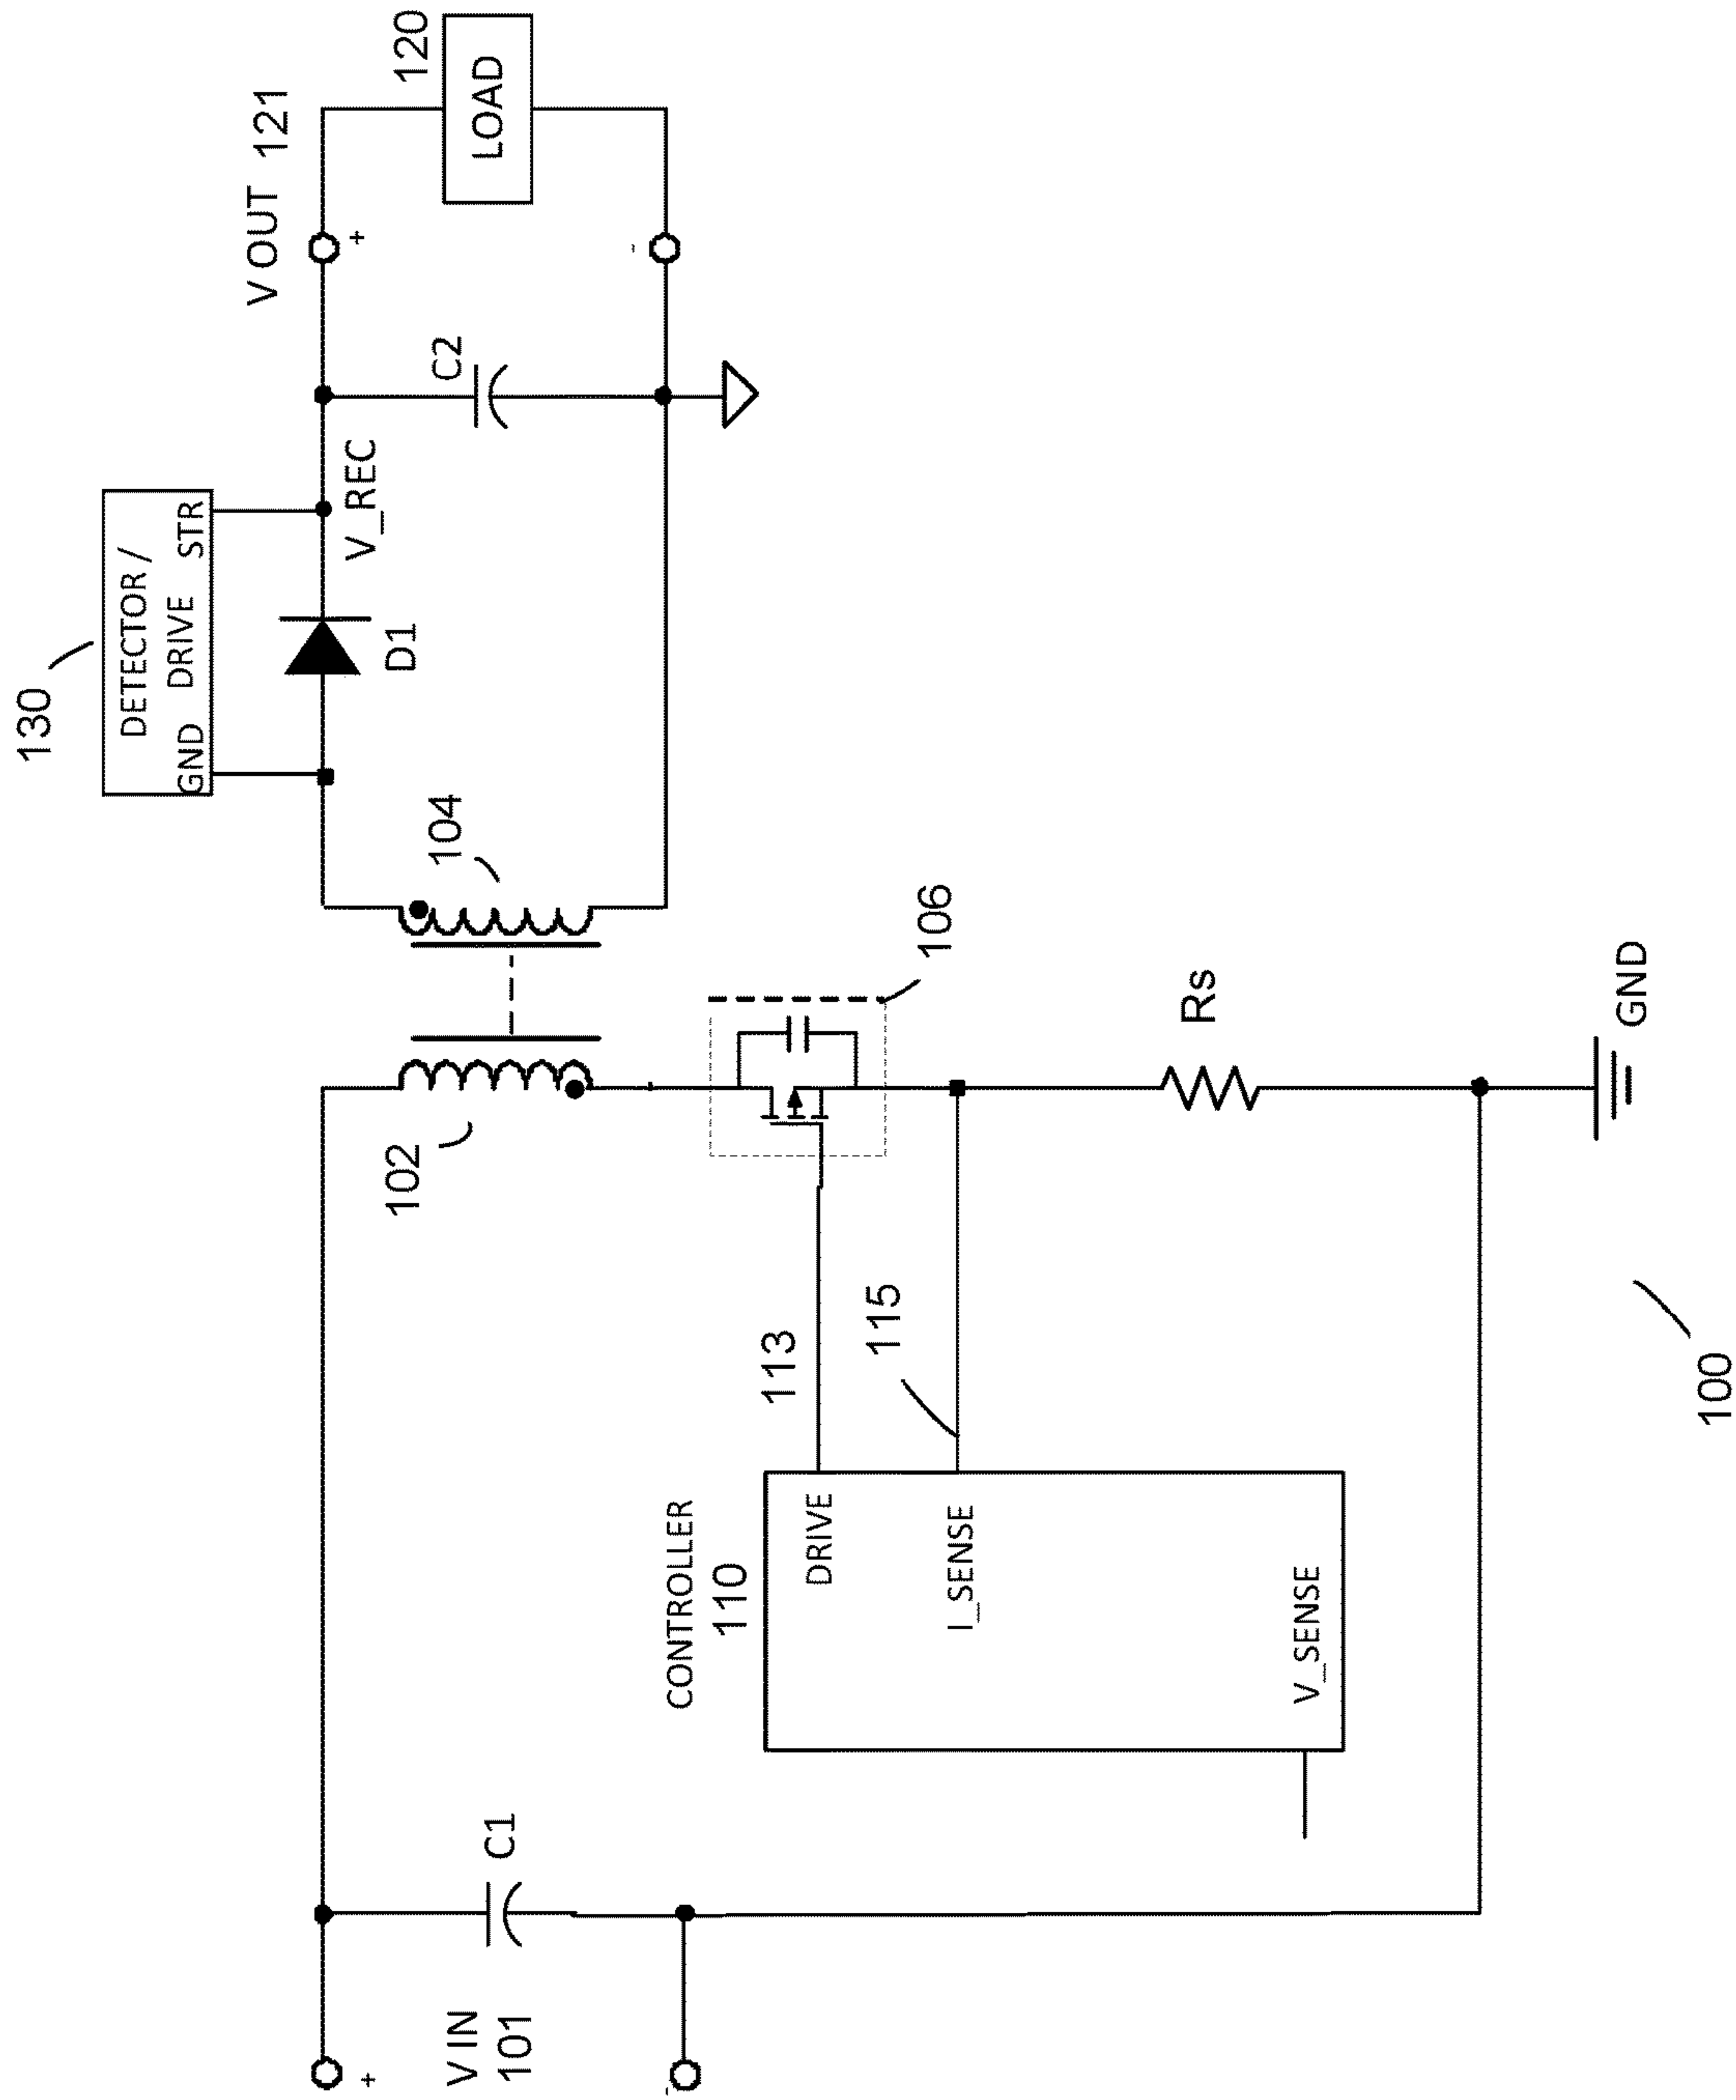 130
DETECTOR /
GND DRIVE STR
V OUT 121
+
120
LOAD
-
C2
V_REC
D1
104
102
106
113
115
Rs
GND
CONTROLLER
110
DRIVE
I_SENSE
V_SENSE
C1
+
V IN
101
-
100